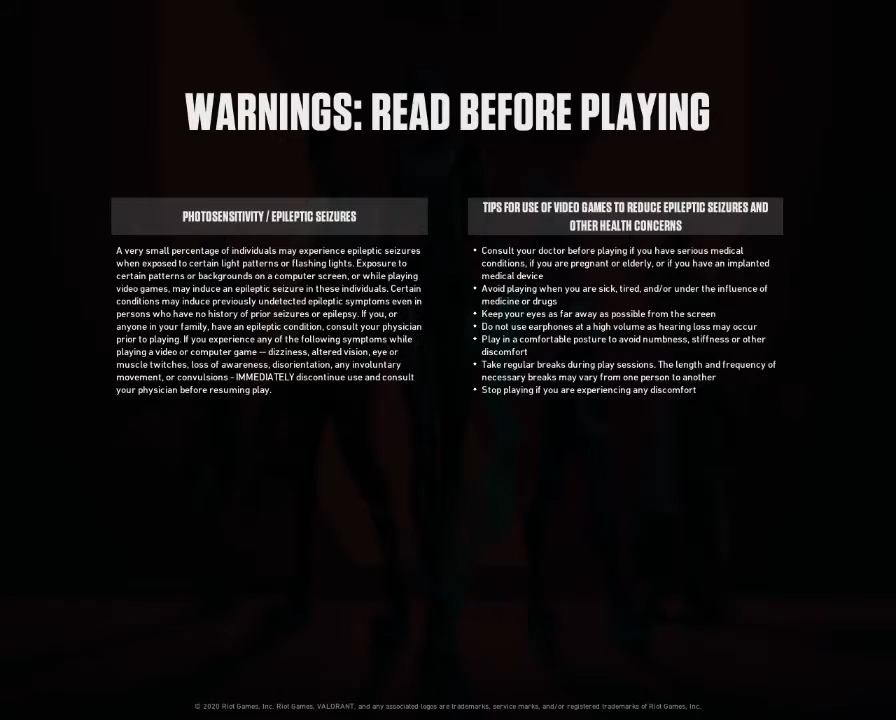 WARNINGS: READ BEFORE PLAYING
PHOTOSENSITIVITY / EPILEPTIC SEIZURES
A very small percentage of individuals may experience epileptic seizures
when exposed to certain light patterns or flashing lights. Exposure to
certain patterns or backgrounds on a computer screen, or while playing
video games, may induce an epileptic seizure in these individuals. Certain
conditions may induce previously undetected epileptic symptoms even in
persons who have no history of prior seizures or epilepsy. If you, or
anyone in your family, have an epileptic condition, consult your physician
prior to playing. If you experience any of the following symptoms while
playing a video or computer game — dizziness, altered vision, eye or
muscle twitches, loss of awareness, disorientation, any involuntary
movement, or convulsions - IMMEDIATELY discontinue use and consult
your physician before resuming play.
TIPS FOR USE OF VIDEO GAMES TO REDUCE EPILEPTIC SEIZURES AND
OTHER HEALTH CONCERNS
• Consult your doctor before playing if you have serious medical
conditions, if you are pregnant or elderly, or if you have an implanted
medical device
• Avoid playing when you are sick, tired, and/or under the influence of
medicine or drugs
• Keep your eyes as far away as possible from the screen
• Do not use earphones at a high volume as hearing loss may occur
• Play in a comfortable posture to avoid numbness, stiffness or other
discomfort
• Take regular breaks during play sessions. The length and frequency of
necessary breaks may vary from one person to another
• Stop playing if you are experiencing any discomfort
© 2020 Riot Games, Inc. Riot Games, VALORANT, and any associated logos are trademarks, service marks, and/or registered trademarks of Riot Games, Inc.